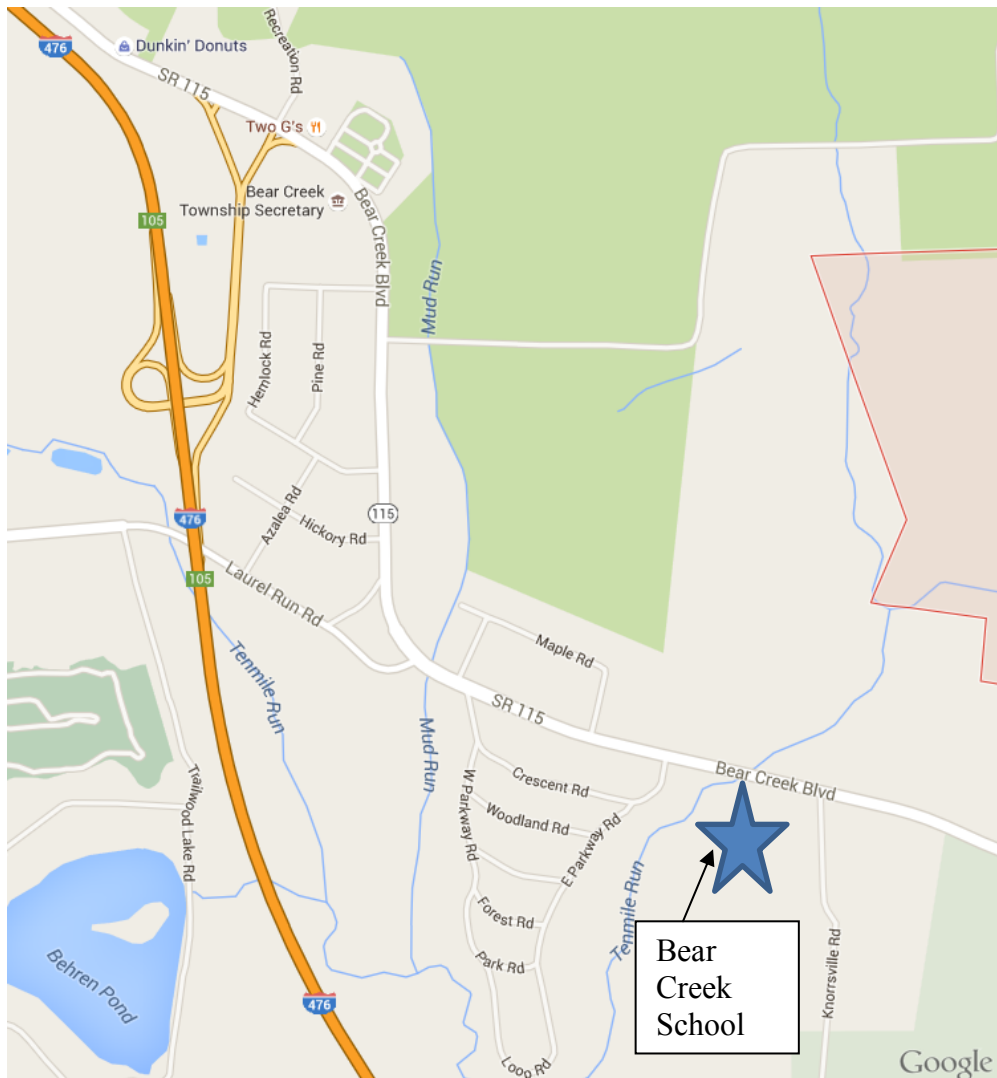 476
Dunkin' Donuts
SR 115
Recreation Rd
Two G's
Bear Creek
Township Secretary
Bear Creek Blvd
105
Mud Run
Hemlock Rd
Pine Rd
115
476
Azalea Rd
Hickory Rd
105
Laurel Run Rd
Maple Rd
Tenmile Run
SR 115
Mud Run
Bear Creek Blvd
Crescent Rd
Trailwood Lake Rd
W Parkway Rd
Woodland Rd
E Parkway Rd
Forest Rd
Tenmile Run
Park Rd
Knorrsville Rd
Behren Pond
476
Loop Rd
Bear
Creek
School
Google